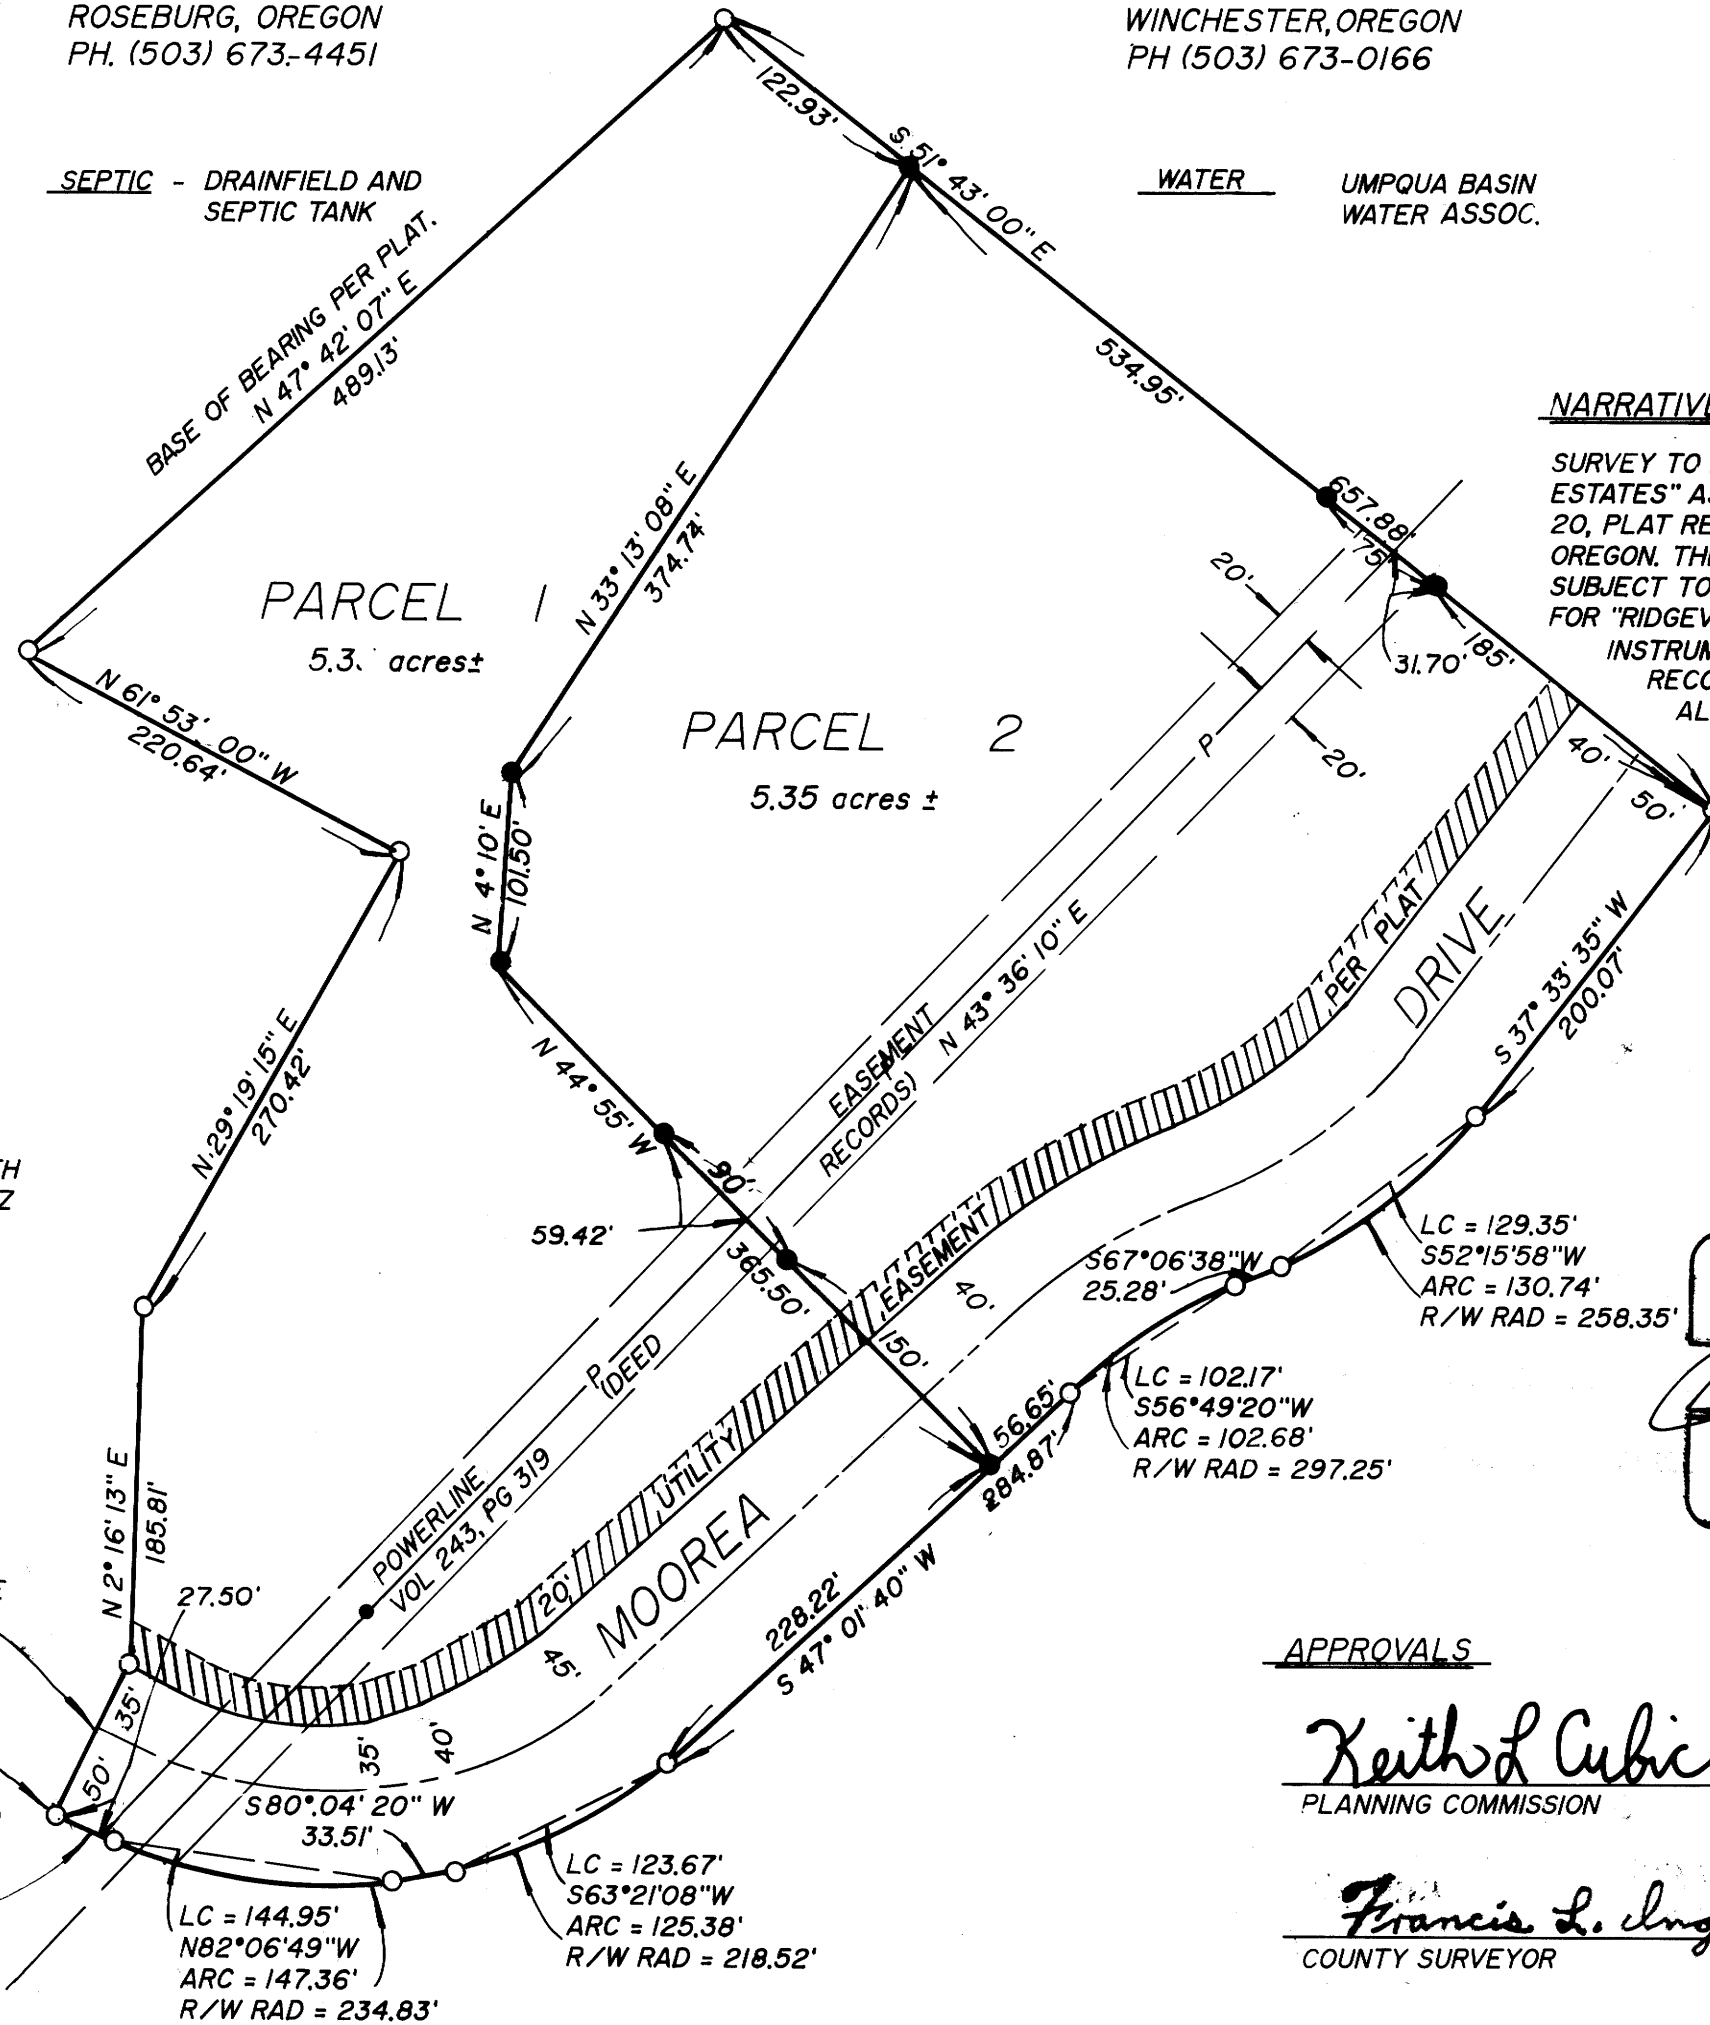 ROSEBURG, OREGON
PH. (503) 673-4451
WINCHESTER, OREGON
PH (503) 673-0166
SEPTIC - DRAINFIELD AND
SEPTIC TANK
WATER UMPQUA BASIN
WATER ASSOC.
122.93'
S 51° 43' 00" E
BASE OF BEARING PER PLAT.
N 47° 42' 07" E
489.13'
534.95'
NARRATIVE
SURVEY TO
ESTATES" AS
20, PLAT RE
OREGON. TH
SUBJECT TO
FOR "RIDGEV
INSTRUM
RECO
AL
657.88'
75'
20'
31.70'
185'
N 33° 13' 08" E
374.74'
PARCEL 1
5.3 acres±
PARCEL 2
5.35 acres ±
P
20'
40'
50'
N 61° 53' 00" W
220.64'
N 4° 10' E
101.50'
PER PLAT
DRIVE
S 37° 33' 35" W
200.07'
N 29° 19' 15" E
270.42'
N 44° 55' W
EASEMENT
RECORDS)
N 43° 36' 10" E
TH
Z
90'
59.42'
365.50'
EASEMENT
40'
150'
S67°06'38"W
25.28'
LC = 129.35'
S52°15'58"W
ARC = 130.74'
R/W RAD = 258.35'
LC = 102.17'
S56°49'20"W
ARC = 102.68'
R/W RAD = 297.25'
56.65'
284.87'
P
(DEED
POWERLINE
VOL 243, PG 319
UTILITY
20'
MOOREA
45'
228.22'
S 47° 01' 40" W
N 2° 16' 13" E
185.81'
27.50'
35'
50'
35'
40'
S80°.04' 20" W
33.51'
LC = 123.67'
S63°21'08"W
ARC = 125.38'
R/W RAD = 218.52'
LC = 144.95'
N82°06'49"W
ARC = 147.36'
R/W RAD = 234.83'
APPROVALS
Keith L Cubic
PLANNING COMMISSION
Francis L. Ing
COUNTY SURVEYOR